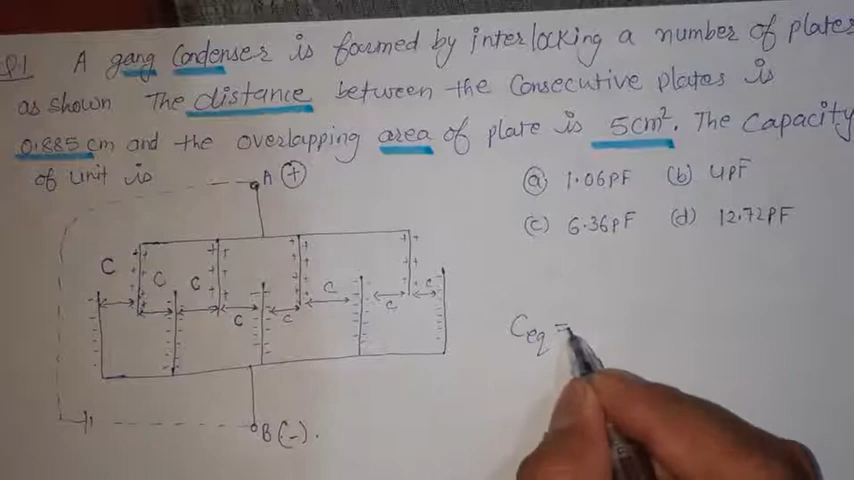 Q.1 A gang Condenser is formed by interlocking a number of plates
as shown The distance between the Consecutive plates is
0.885 cm and the overlapping area of plate is 5cm². The Capacity
of unit is
(a) 1.06PF (b) 4PF
(c) 6.36PF (d) 12.72PF
A (+)
C C C C C C C C
B(-).
Ceq =